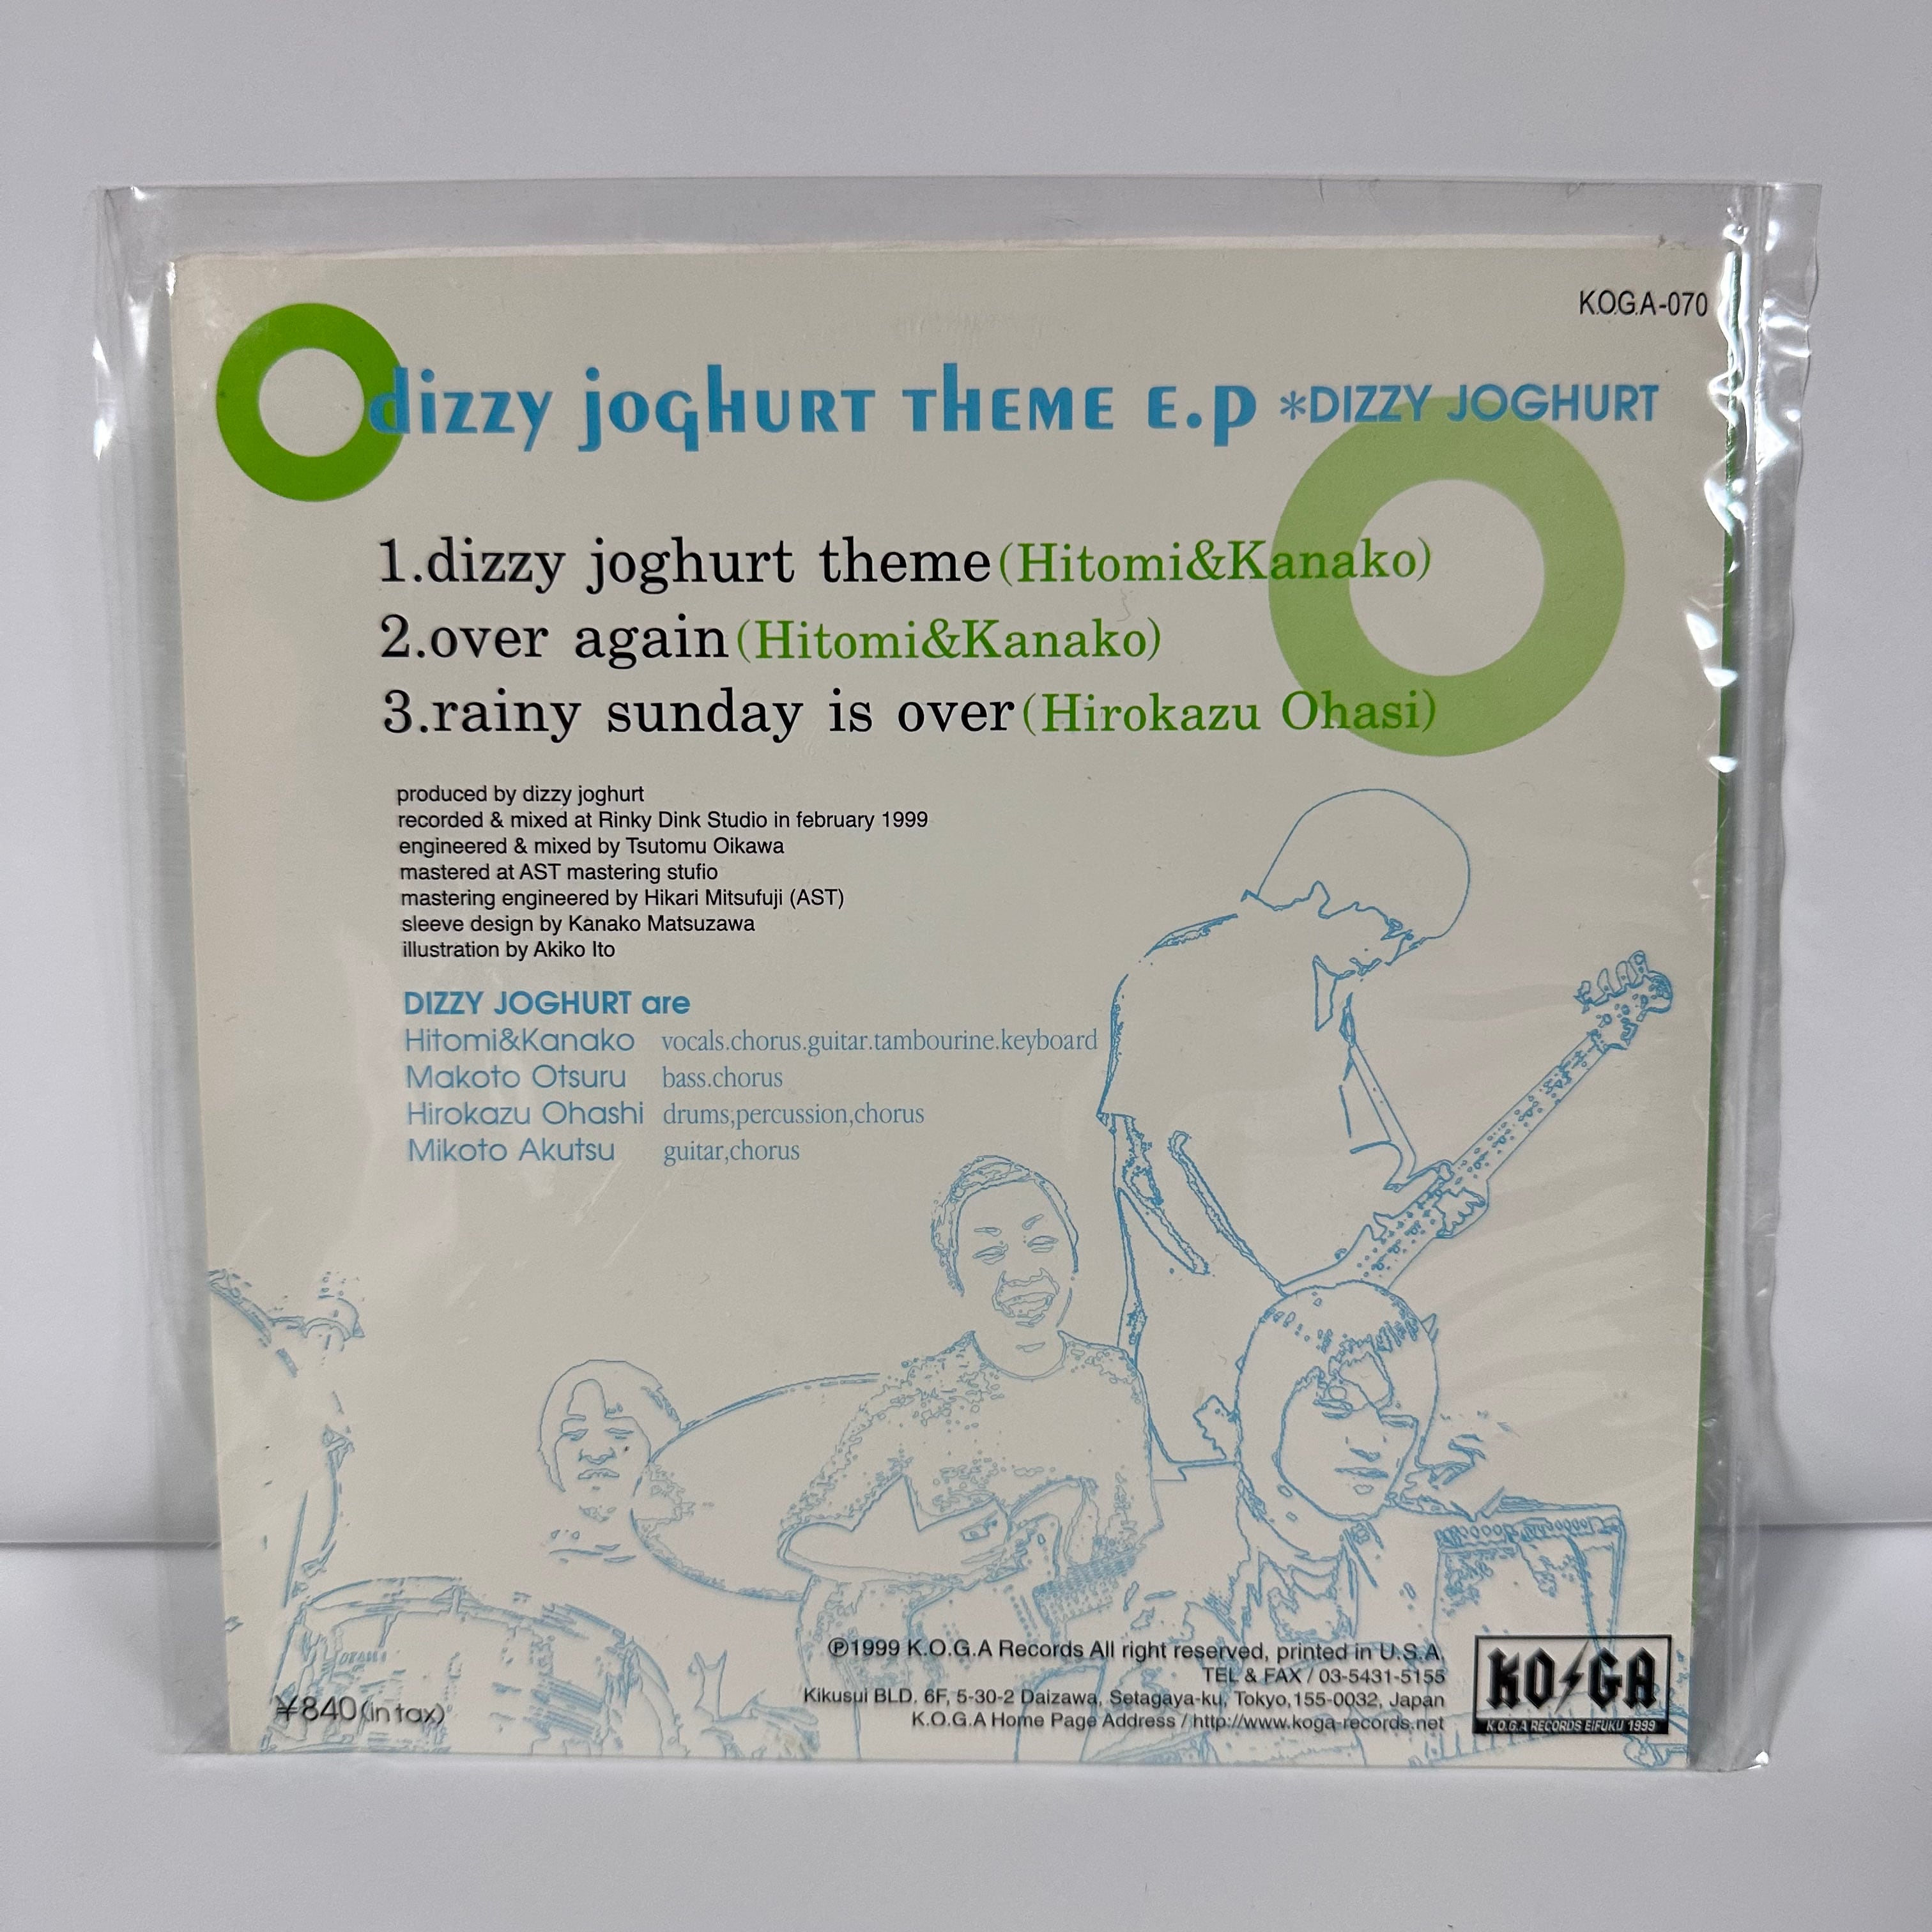 K.O.G.A-070
dizzy joghurt theme e.p *DIZZY JOGHURT
1.dizzy joghurt theme(Hitomi&Kanako)
2.over again(Hitomi&Kanako)
3.rainy sunday is over(Hirokazu Ohasi)
produced by dizzy joghurt
recorded & mixed at Rinky Dink Studio in february 1999
engineered & mixed by Tsutomu Oikawa
mastered at AST mastering stufio
mastering engineered by Hikari Mitsufuji (AST)
sleeve design by Kanako Matsuzawa
illustration by Akiko Ito
DIZZY JOGHURT are
Hitomi&Kanako vocals.chorus.guitar.tambourine.keyboard
Makoto Otsuru bass.chorus
Hirokazu Ohashi drums,percussion,chorus
Mikoto Akutsu guitar,chorus
Ⓟ1999 K.O.G.A Records All right reserved, printed in U.S.A.
TEL & FAX / 03-5431-5155
Kikusui BLD. 6F, 5-30-2 Daizawa, Setagaya-ku, Tokyo,155-0032, Japan
K.O.G.A Home Page Address / http://www.koga-records.net
¥840(in tax)
KO⚡GA
K.O.G.A RECORDS EIFUKU 1999